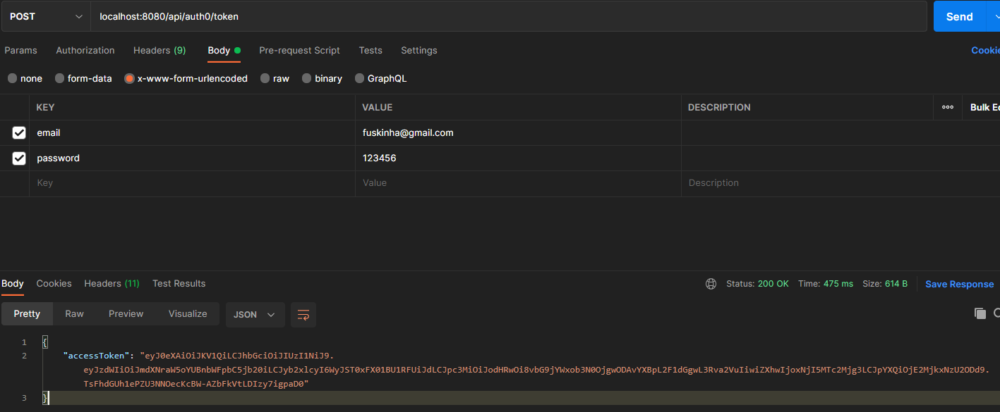 POST localhost:8080/api/auth0/token Send
Params Authorization Headers (9) Body Pre-request Script Tests Settings Cookie
none form-data x-www-form-urlencoded raw binary GraphQL
KEY VALUE DESCRIPTION Bulk Ed
email fuskinha@gmail.com
password 123456
Key Value Description
Body Cookies Headers (11) Test Results Status: 200 OK Time: 475 ms Size: 614 B Save Response
Pretty Raw Preview Visualize JSON
1 {
2 "accessToken": "eyJ0eXAiOiJKV1QiLCJhbGciOiJIUzI1NiJ9.
eyJzdWIiOiJmdXNraW5oYUBnbWFpbC5jb20iLCJyb2xlcyI6WyJST0xFX01BU1RFUiJdLCJpc3MiOiJodHRwOi8vbG9jYWxob3N0OjgwODAvYXBpL2F1dGgwL3Rva2VuIiwiZXhwIjoxNjI5MTc2Mjg3LCJpYXQiOjE2MjkxNzU2ODd9.
TsFhdGUh1ePZU3NNOecKcBW-AZbFkVtLDIzy7igpaD0"
3 }